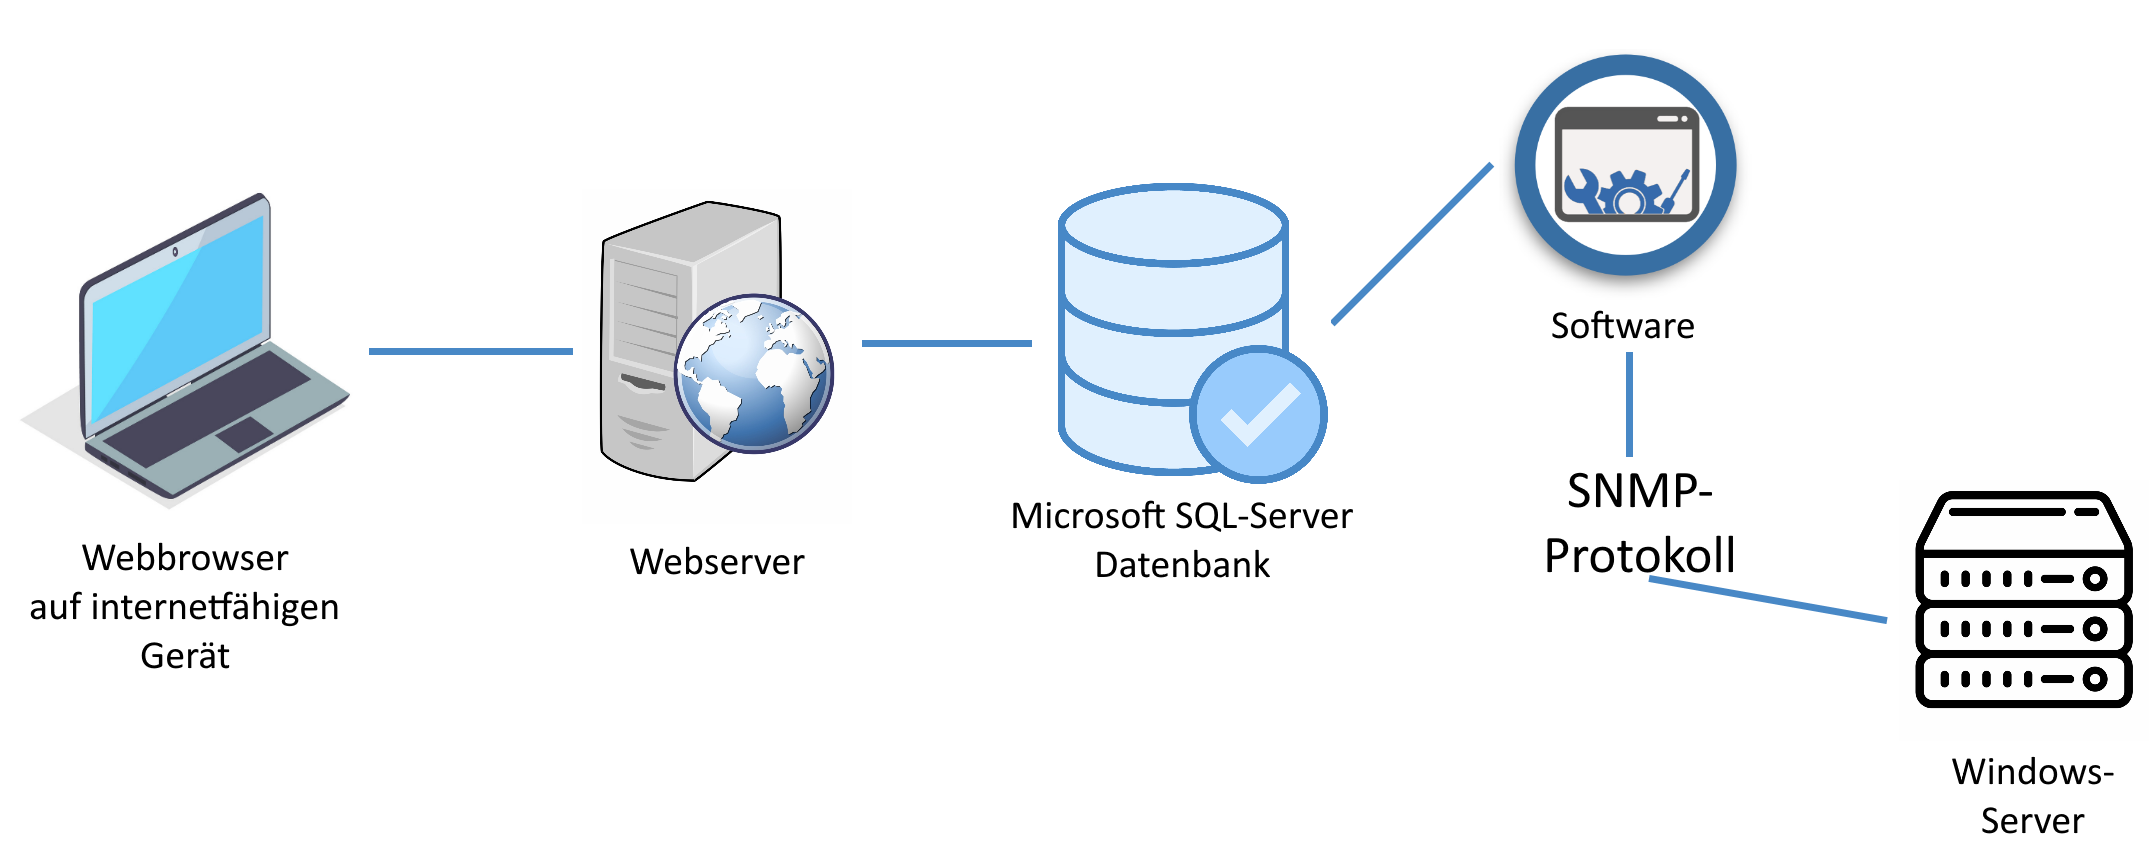 Webbrowser
auf internetfähigen
Gerät
Webserver
Microsoft SQL-Server
Datenbank
Software
SNMP-
Protokoll
Windows-
Server